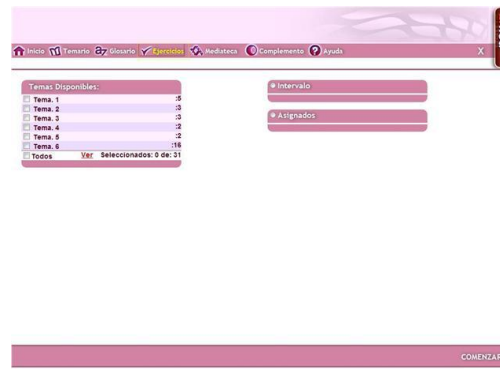 Inicio Temario Glosario Ejercicios Mediateca Complemento Ayuda X
Temas Disponibles:
Tema. 1 :5
Tema. 2 :3
Tema. 3 :3
Tema. 4 :2
Tema. 5 :2
Tema. 6 :16
Todos Ver Seleccionados: 0 de: 31
Intervalo
Asignados
COMENZAR